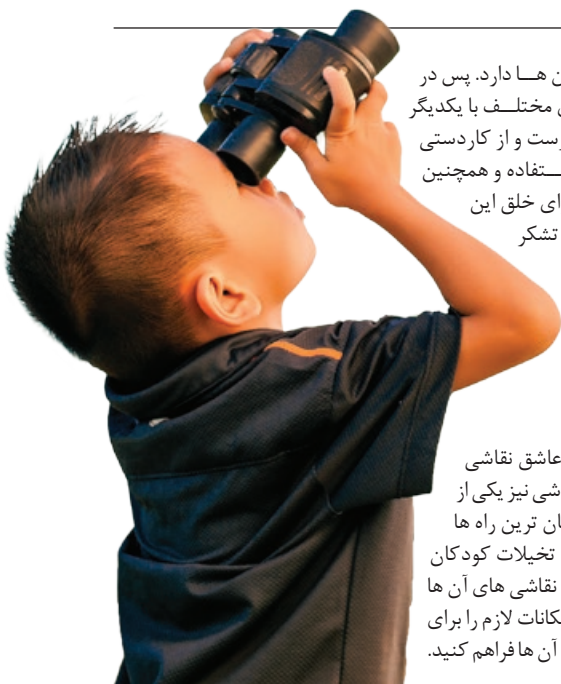 ن هـا دارد. پس در
مختلـف با یکدیگر
وست و از کاردستی
ـتفاده و همچنین
ای خلق این
تشکر
عاشق نقاشی
شی نیز یکی از
ان ترین راه ها
تخیلات کودکان
نقاشی های آن ها
کانات لازم را برای
آن ها فراهم کنید.